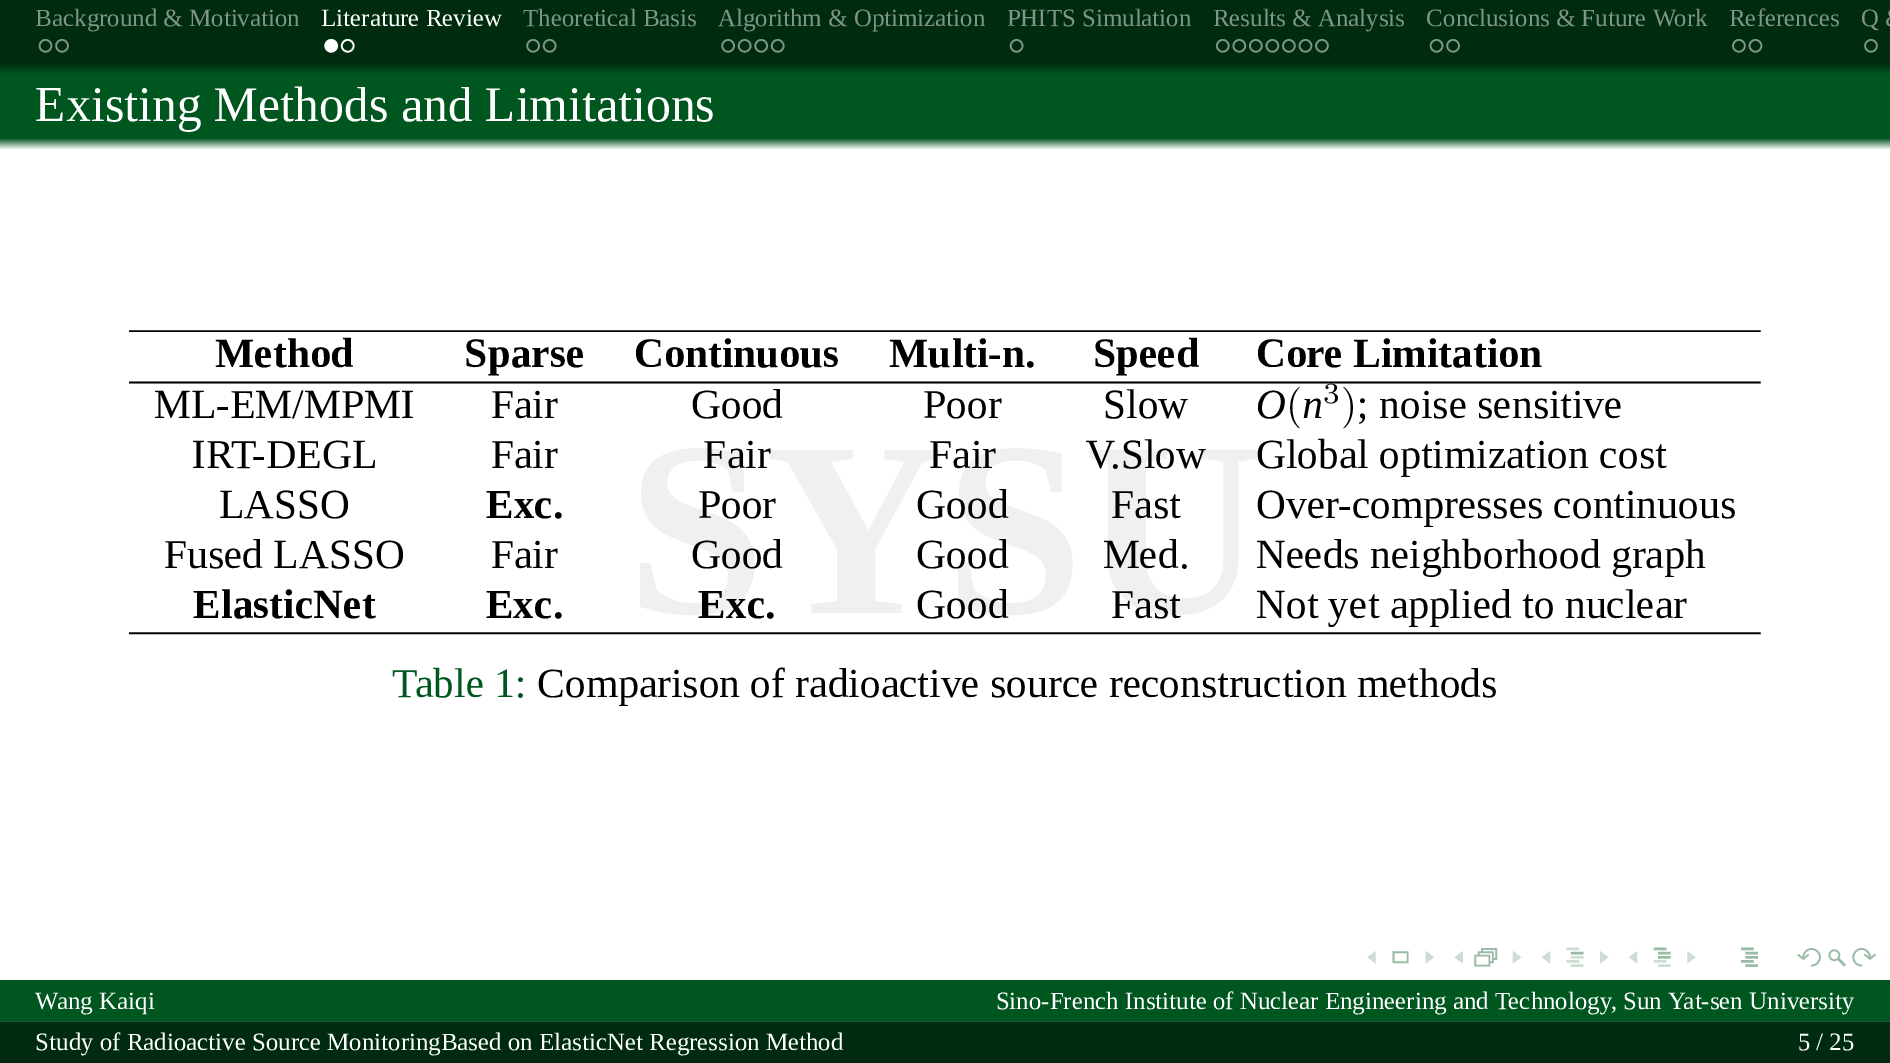 Background & Motivation Literature Review Theoretical Basis Algorithm & Optimization PHITS Simulation Results & Analysis Conclusions & Future Work References Q &
Existing Methods and Limitations
Method Sparse Continuous Multi-n. Speed Core Limitation
ML-EM/MPMI Fair Good Poor Slow O(n³); noise sensitive
IRT-DEGL Fair Fair Fair V.Slow Global optimization cost
LASSO Exc. Poor Good Fast Over-compresses continuous
Fused LASSO Fair Good Good Med. Needs neighborhood graph
ElasticNet Exc. Exc. Good Fast Not yet applied to nuclear
SYSU
Table 1: Comparison of radioactive source reconstruction methods
Wang Kaiqi Sino-French Institute of Nuclear Engineering and Technology, Sun Yat-sen University
Study of Radioactive Source MonitoringBased on ElasticNet Regression Method 5 / 25